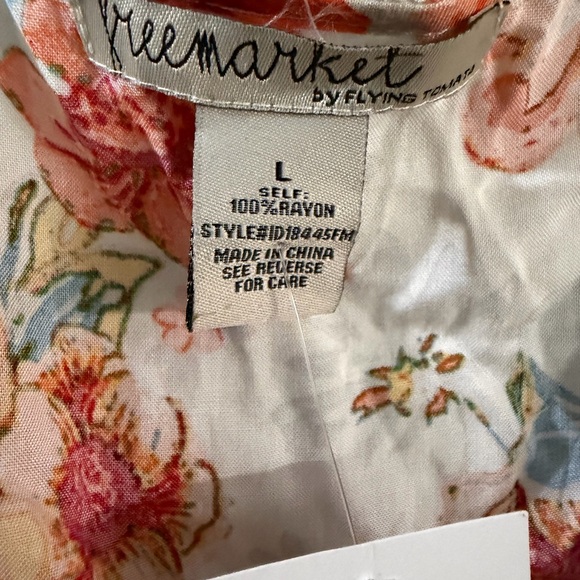 freemarket
by FLYING TOMATO
L
SELF:
100%RAYON
STYLE#ID18445FM
MADE IN CHINA
SEE REVERSE
FOR CARE